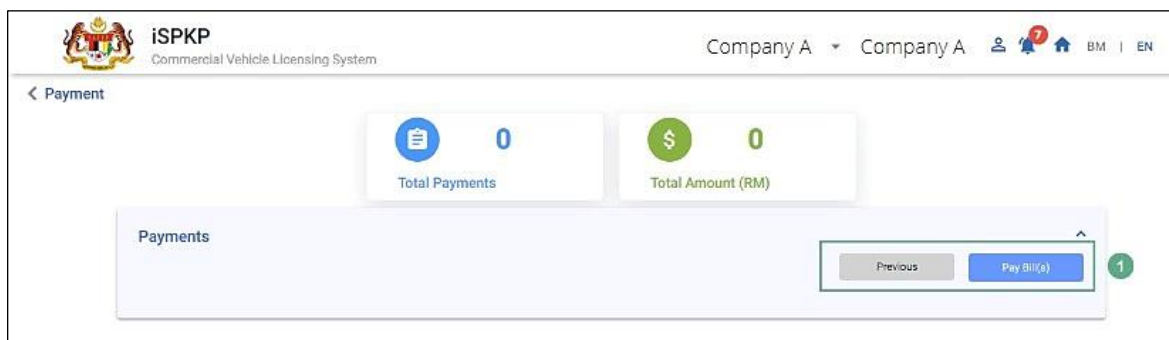 iSPKP
Commercial Vehicle Licensing System
Company A Company A 7 BM | EN
Payment
0
Total Payments
$ 0
Total Amount (RM)
Payments
Previous Pay Bill(s) 1